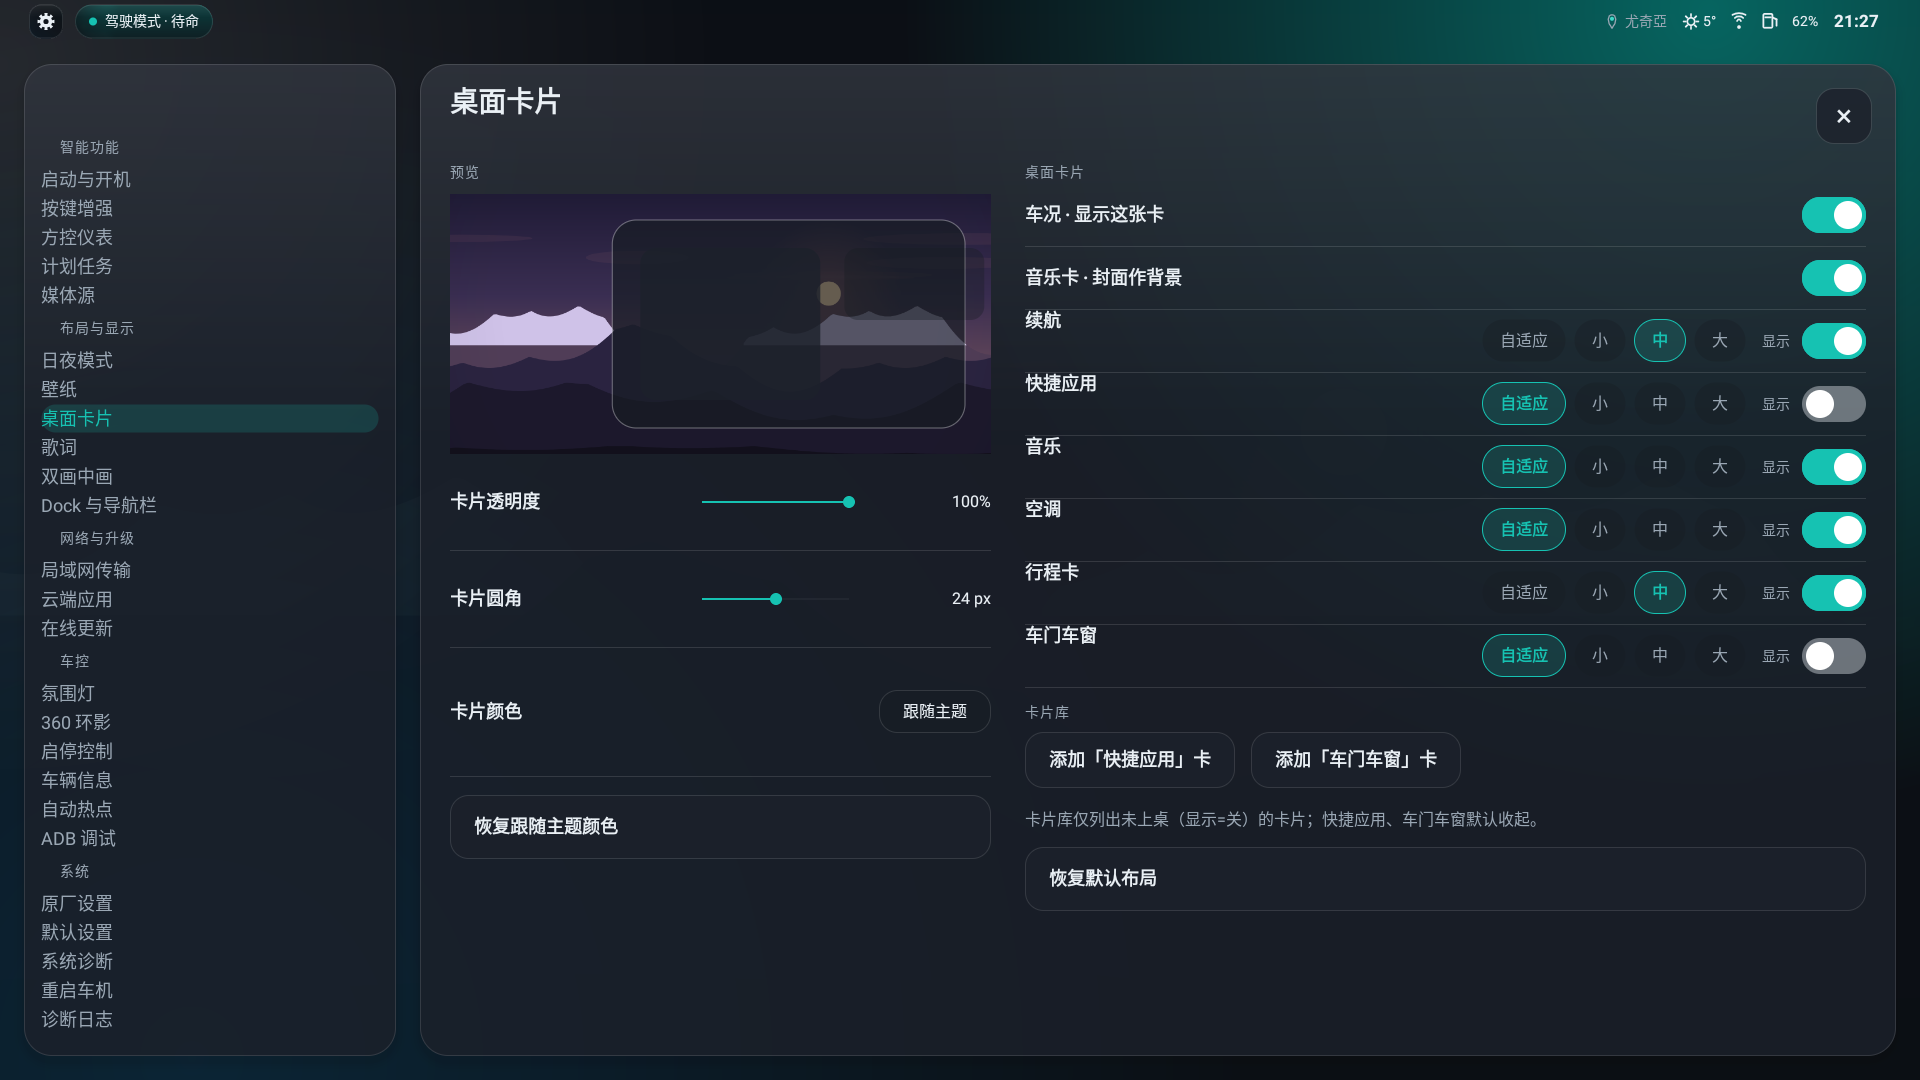 驾驶模式 · 待命
尤奇亞 5° 62% 21:27
智能功能
启动与开机
按键增强
方控仪表
计划任务
媒体源
布局与显示
日夜模式
壁纸
桌面卡片
歌词
双画中画
Dock 与导航栏
网络与升级
局域网传输
云端应用
在线更新
车控
氛围灯
360 环影
启停控制
车辆信息
自动热点
ADB 调试
系统
原厂设置
默认设置
系统诊断
重启车机
诊断日志
桌面卡片
预览
卡片透明度 100%
卡片圆角 24 px
卡片颜色 跟随主题
恢复跟随主题颜色
桌面卡片
车况 · 显示这张卡
音乐卡 · 封面作背景
续航 自适应 小 中 大 显示
快捷应用 自适应 小 中 大 显示
音乐 自适应 小 中 大 显示
空调 自适应 小 中 大 显示
行程卡 自适应 小 中 大 显示
车门车窗 自适应 小 中 大 显示
卡片库
添加「快捷应用」卡 添加「车门车窗」卡
卡片库仅列出未上桌（显示=关）的卡片；快捷应用、车门车窗默认收起。
恢复默认布局